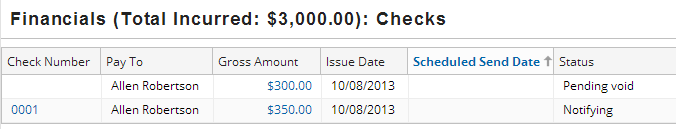 Financials (Total Incurred: $3,000.00): Checks
Check Number Pay To Gross Amount Issue Date Scheduled Send Date ↑ Status
Allen Robertson $300.00 10/08/2013 Pending void
0001 Allen Robertson $350.00 10/08/2013 Notifying